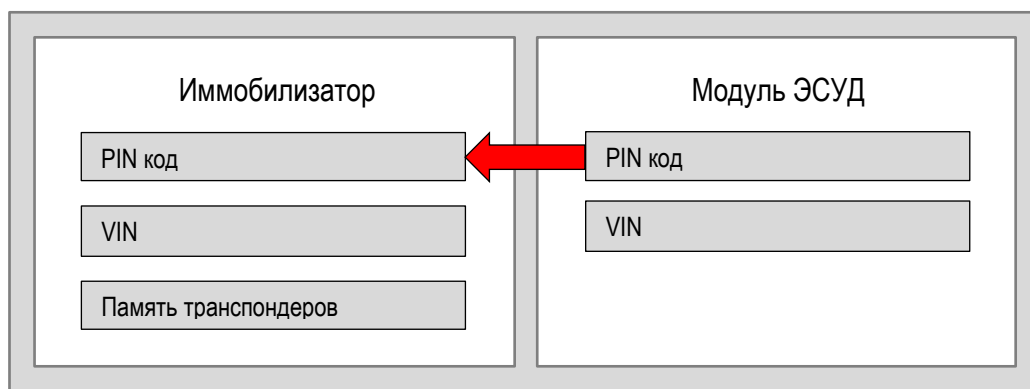 Иммобилизатор
PIN код
VIN
Память транспондеров
Модуль ЭСУД
PIN код
VIN